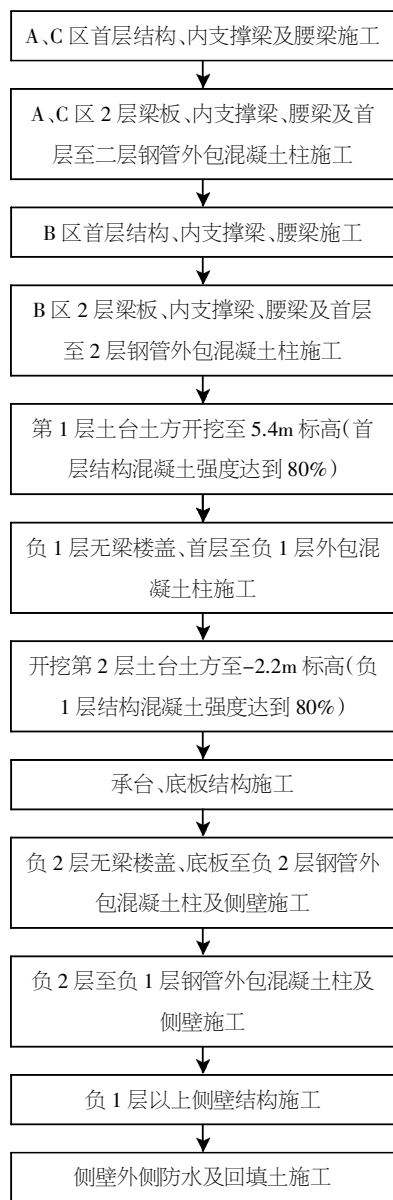 A、C 区首层结构、内支撑梁及腰梁施工
A、C 区 2 层梁板、内支撑梁、腰梁及首
层至二层钢管外包混凝土柱施工
B 区首层结构、内支撑梁、腰梁施工
B 区 2 层梁板、内支撑梁、腰梁及首层
至 2 层钢管外包混凝土柱施工
第 1 层土台土方开挖至 5.4m 标高(首
层结构混凝土强度达到 80%)
负 1 层无梁楼盖、首层至负 1 层外包混
凝土柱施工
开挖第 2 层土台土方至-2.2m 标高(负
1 层结构混凝土强度达到 80%)
承台、底板结构施工
负 2 层无梁楼盖、底板至负 2 层钢管外
包混凝土柱及侧壁施工
负 2 层至负 1 层钢管外包混凝土柱及
侧壁施工
负 1 层以上侧壁结构施工
侧壁外侧防水及回填土施工